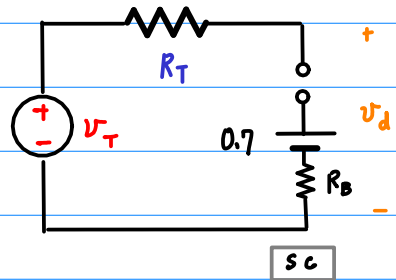 +
R_T
+
-
v_T
0.7
v_d
R_B
-
sc